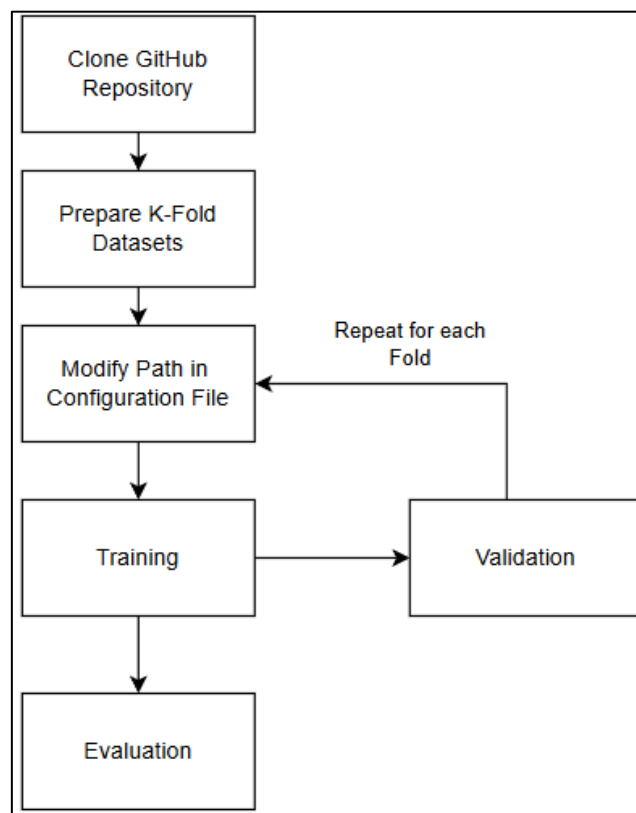 Clone GitHub
Repository
Prepare K-Fold
Datasets
Repeat for each
Fold
Modify Path in
Configuration File
Training
Validation
Evaluation